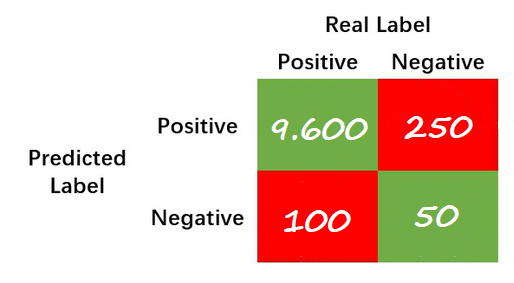 Real Label
Positive Negative
Positive 9.600 250
Predicted
Label
Negative 100 50